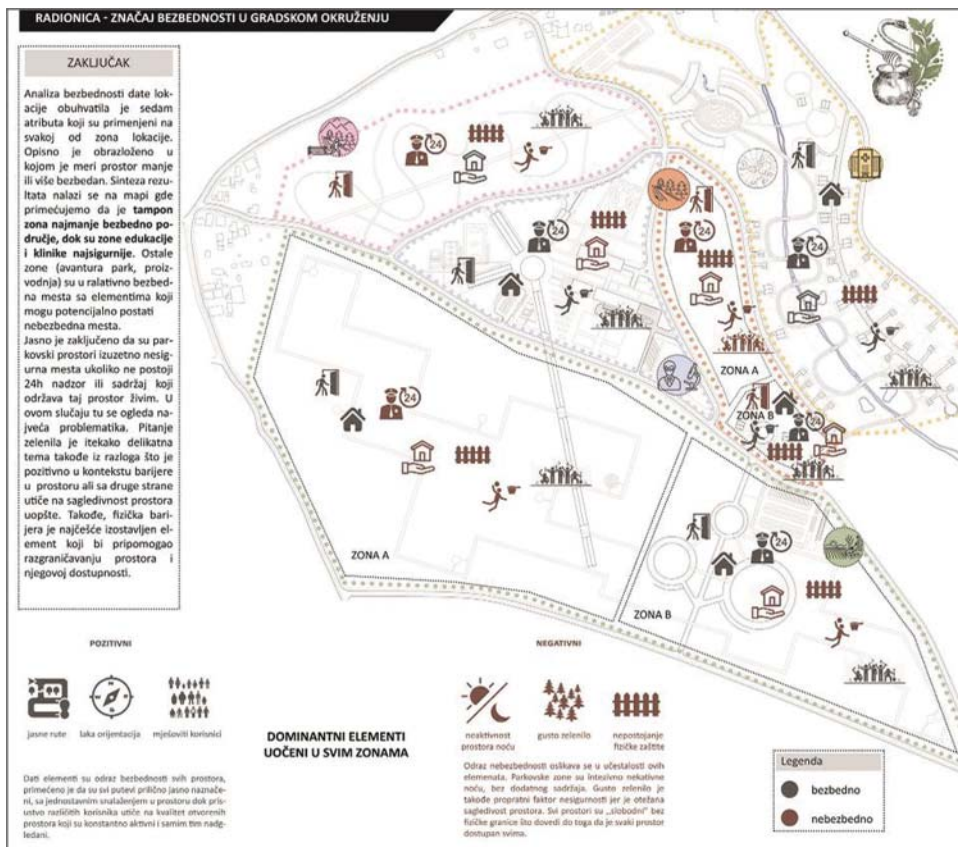 RADIONICA - ZNAČAJ BEZBEDNOSTI U GRADSKOM OKRUŽENJU
ZAKLJUČAK
Analiza bezbednosti date lok-
acije obuhvatila je sedam
atributa koji su primenjeni na
svakoj od zona lokacije.
Opisno je obrazloženo u
kojom je meri prostor manje
ili više bezbedan. Sinteza rezu-
ltata nalazi se na mapi gde
primećujemo da je tampon
zona najmanje bezbedno po-
dručje, dok su zone edukacije
i klinike najsigurnije. Ostale
zone (avantura park, proiz-
vodnja) su u ralativno bezbed-
na mesta sa elementima koji
mogu potencijalno postati
nebezbedna mesta.
Jasno je zaključeno da su par-
kovski prostori izuzetno nesig-
urna mesta ukoliko ne postoji
24h nadzor ili sadržaj koji
održava taj prostor živim. U
ovom slučaju tu se ogleda na-
jveća problematika. Pitanje
zelenila je itekako delikatna
tema takođe iz razloga što je
pozitivno u kontekstu barijere
u prostoru ali sa druge strane
utiče na sagledivost prostora
uopšte. Takođe, fizička bari-
jera je najčešće izostavljen el-
ement koji bi pripomogao
razgraničavanju prostora i
njegovoj dostupnosti.
24
24
24
24
ZONA A
ZONA B
24
24
ZONA A
24
ZONA B
POZITIVNI
jasne rute
laka orijentacija
mješoviti korisnici
Dati elementi su odraz bezbednosti svih prostora,
primećeno je da su svi putevi prilično jasno naznače-
ni, sa jednostavnim snalaženjem u prostoru dok pris-
ustvo različitih korisnika utiče na kvalitet otvorenih
prostora koji su konstantno aktivni i samim tim nadg-
ledani.
DOMINANTNI ELEMENTI
UOČENI U SVIM ZONAMA
NEGATIVNI
neaktivnost
prostora noću
gusto zelenilo
nepostojanje
fizičke zaštite
Odraz nebezbednosti oslikava se u učestalosti ovih
elemenata. Parkovske zone su intezivno nekativne
noću, bez dodatnog sadržaja. Gusto zelenilo je
takođe propratni faktor nesigurnosti jer je otežana
sagledivost prostora. Svi prostori su „slobodni" bez
fizičke granice što dovedi do toga da je svaki prostor
dostupan svima.
Legenda
bezbedno
nebezbedno